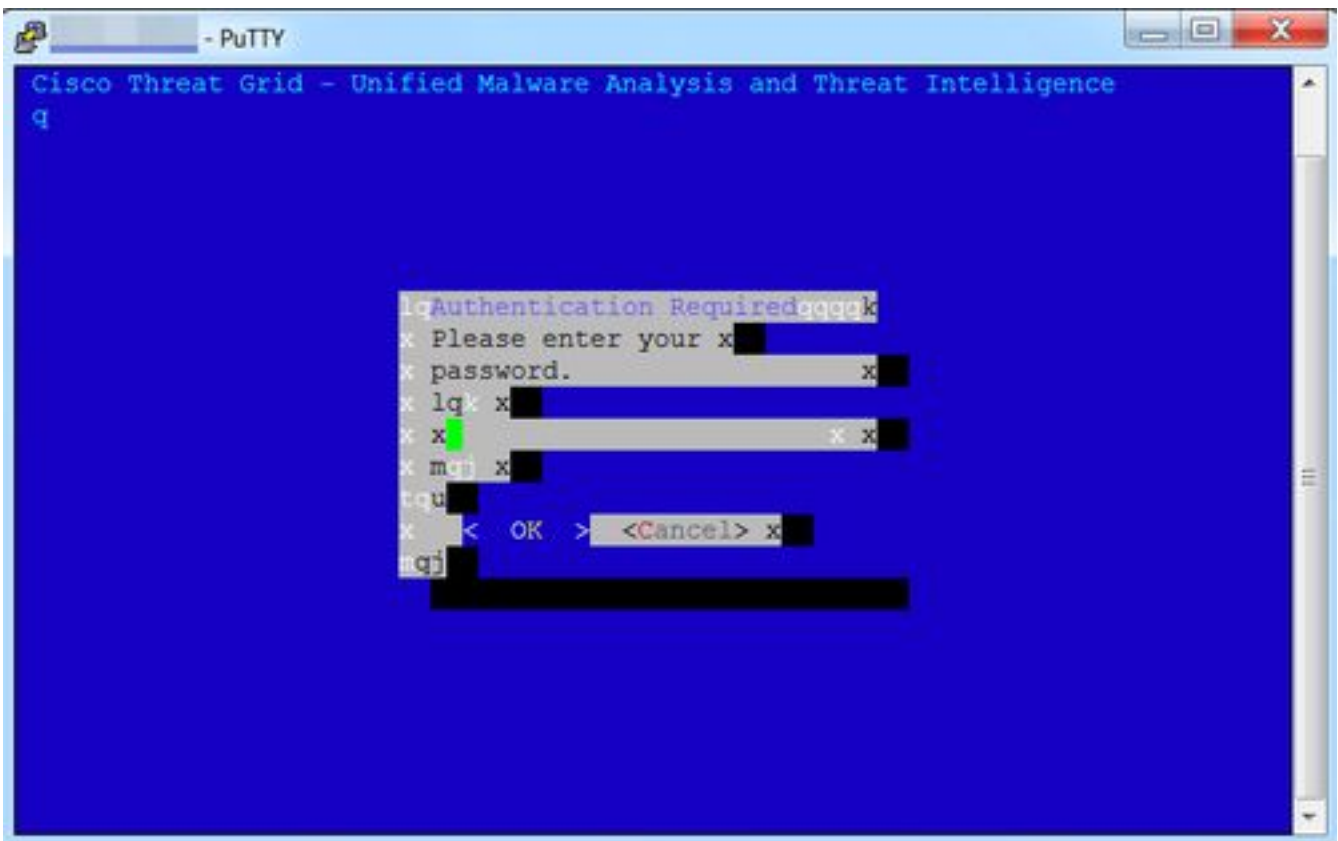 - PuTTY
Cisco Threat Grid - Unified Malware Analysis and Threat Intelligence
q
lqAuthentication Requiredqqqqk
x Please enter your x
x password. x
x lqk x
x x x x
x mqj x
tqu
x < OK > <Cancel> x
mqj